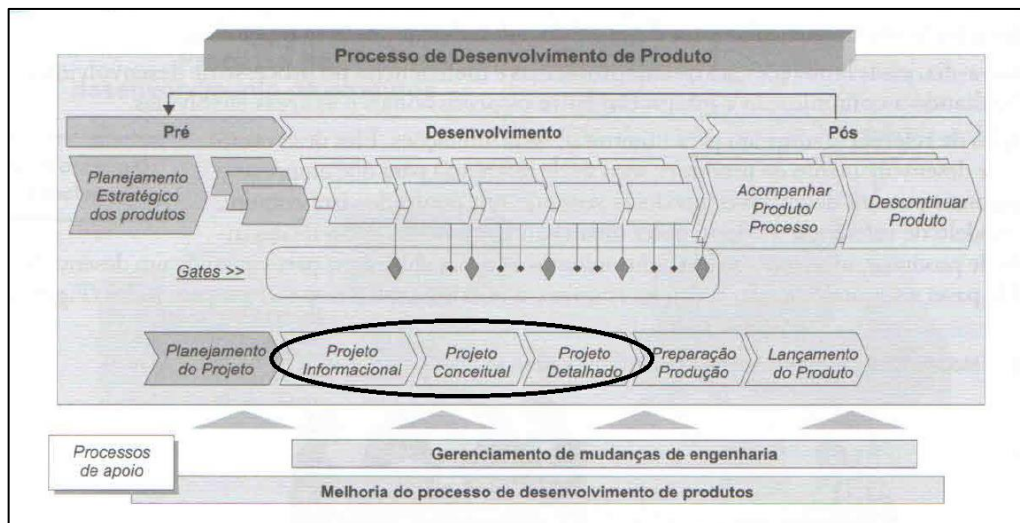 Processo de Desenvolvimento de Produto
Pré
Desenvolvimento
Pós
Planejamento
Estratégico
dos produtos
Acompanhar
Produto/
Processo
Descontinuar
Produto
Gates >>
Planejamento
do Projeto
Projeto
Informacional
Projeto
Conceitual
Projeto
Detalhado
Preparação
Produção
Lançamento
do Produto
Processos
de apoio
Gerenciamento de mudanças de engenharia
Melhoria do processo de desenvolvimento de produtos